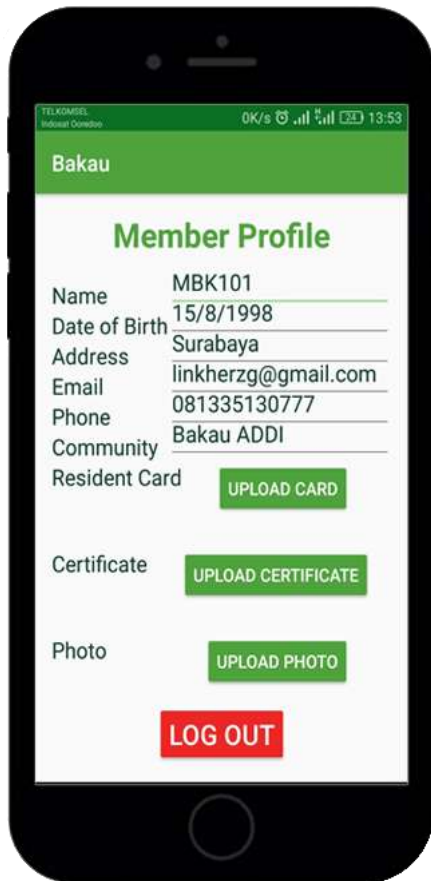 TELKOMSEL
Indosat Ooredoo
0K/s 24 13:53
Bakau
Member Profile
Name MBK101
Date of Birth 15/8/1998
Address Surabaya
Email linkherzg@gmail.com
Phone 081335130777
Community Bakau ADDI
Resident Card UPLOAD CARD
Certificate UPLOAD CERTIFICATE
Photo UPLOAD PHOTO
LOG OUT